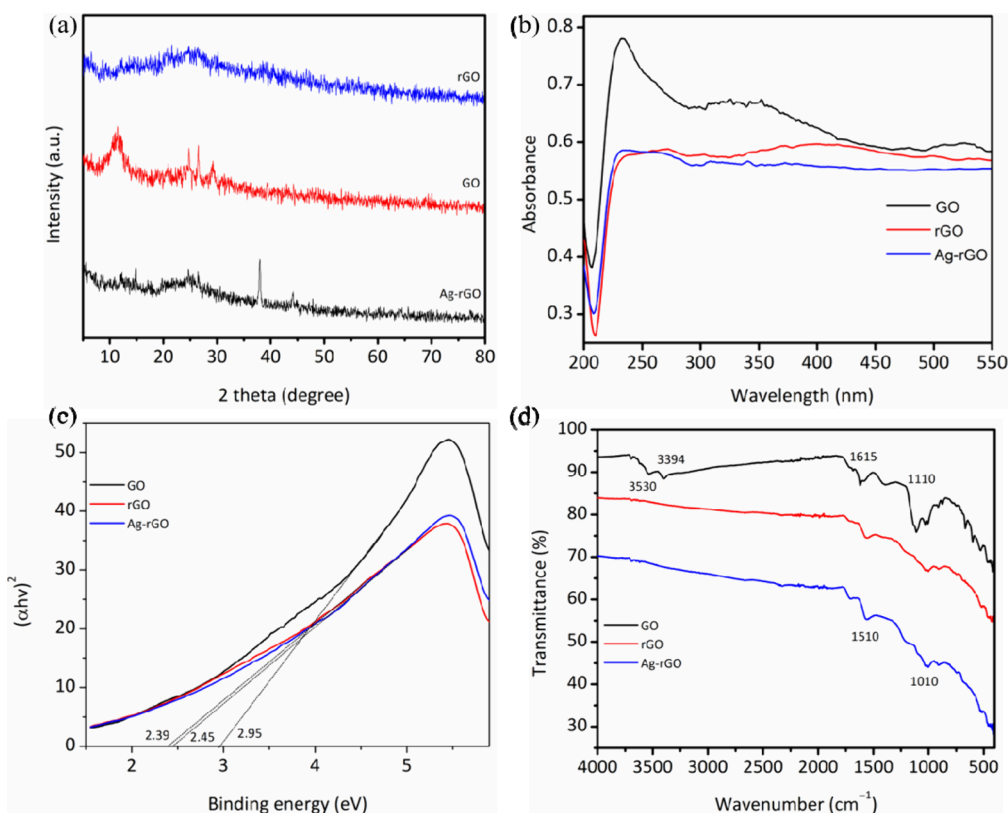 (a)
Intensity (a.u.)
rGO
GO
Ag-rGO
10 20 30 40 50 60 70 80
2 theta (degree)
(b)
Absorbance
0.8
0.7
0.6
0.5
0.4
0.3
GO
rGO
Ag-rGO
200 250 300 350 400 450 500 550
Wavelength (nm)
(c)
(αhv)²
50
40
30
20
10
0
GO
rGO
Ag-rGO
2.39
2.45
2.95
2 3 4 5
Binding energy (eV)
(d)
Transmittance (%)
100
90
80
70
60
50
40
30
3530
3394
1615
1110
GO
rGO
Ag-rGO
1510
1010
4000 3500 3000 2500 2000 1500 1000 500
Wavenumber (cm⁻¹)